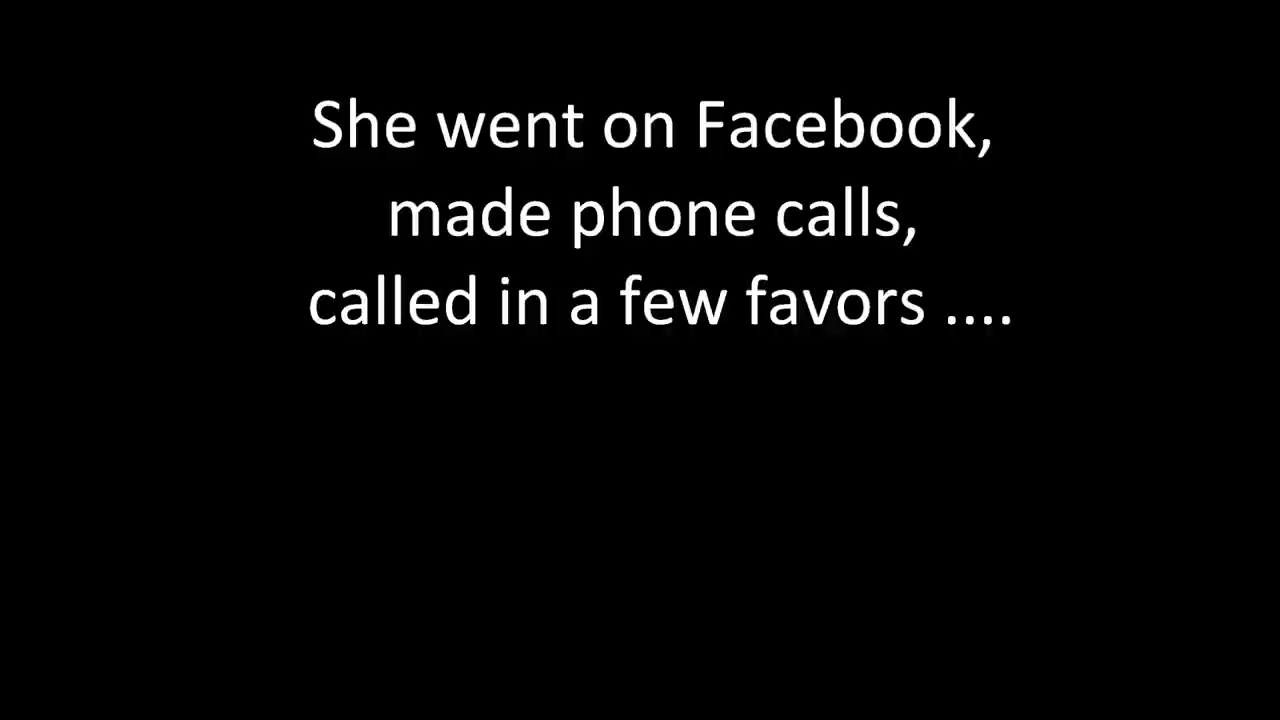 She went on Facebook,
made phone calls,
called in a few favors ....